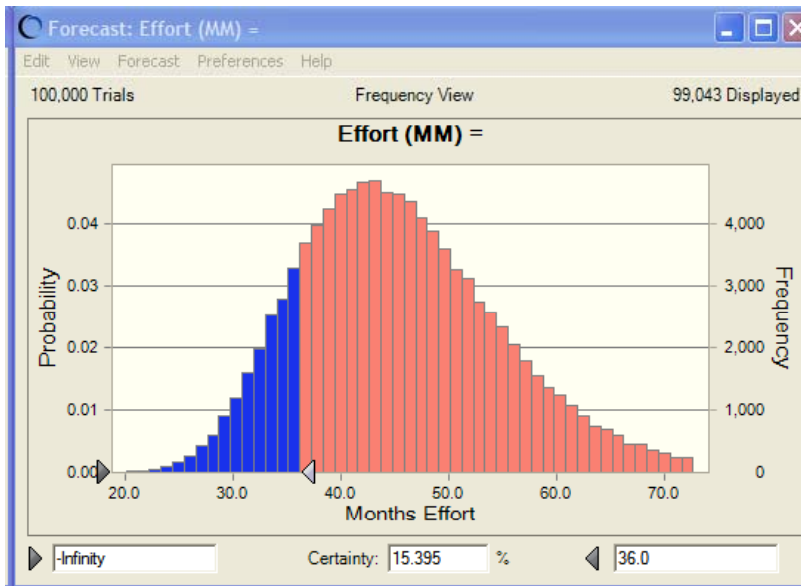 Forecast: Effort (MM) =
Edit View Forecast Preferences Help
100,000 Trials Frequency View 99,043 Displayed
Effort (MM) =
Probability
0.04
0.03
0.02
0.01
0.00
4,000
3,000
2,000
1,000
0
Frequency
20.0 30.0 40.0 50.0 60.0 70.0
Months Effort
-Infinity Certainty: 15.395 % 36.0